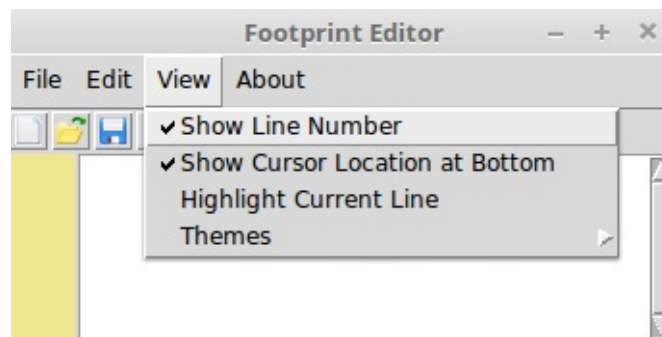 Footprint Editor
File Edit View About
✓Show Line Number
✓Show Cursor Location at Bottom
Highlight Current Line
Themes